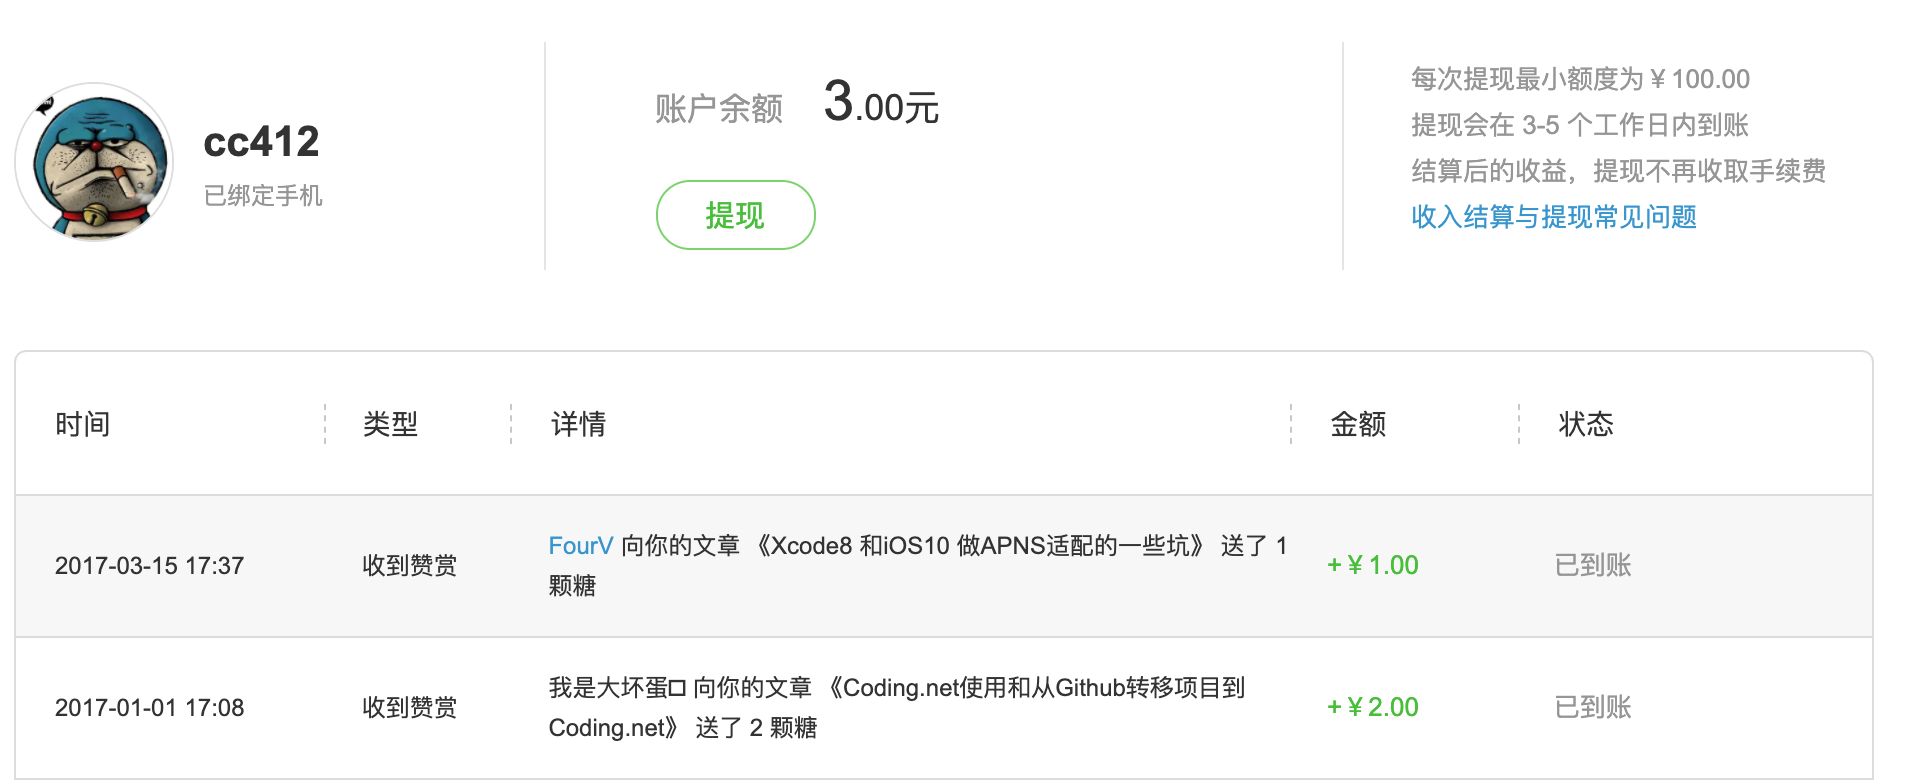 cc412
已绑定手机
账户余额 3.00元
提现
每次提现最小额度为￥100.00
提现会在 3-5 个工作日内到账
结算后的收益，提现不再收取手续费
收入结算与提现常见问题
时间 类型 详情 金额 状态
2017-03-15 17:37 收到赞赏 FourV 向你的文章 《Xcode8 和iOS10 做APNS适配的一些坑》 送了 1
颗糖 +￥1.00 已到账
2017-01-01 17:08 收到赞赏 我是大坏蛋 向你的文章 《Coding.net使用和从Github转移项目到
Coding.net》 送了 2 颗糖 +￥2.00 已到账